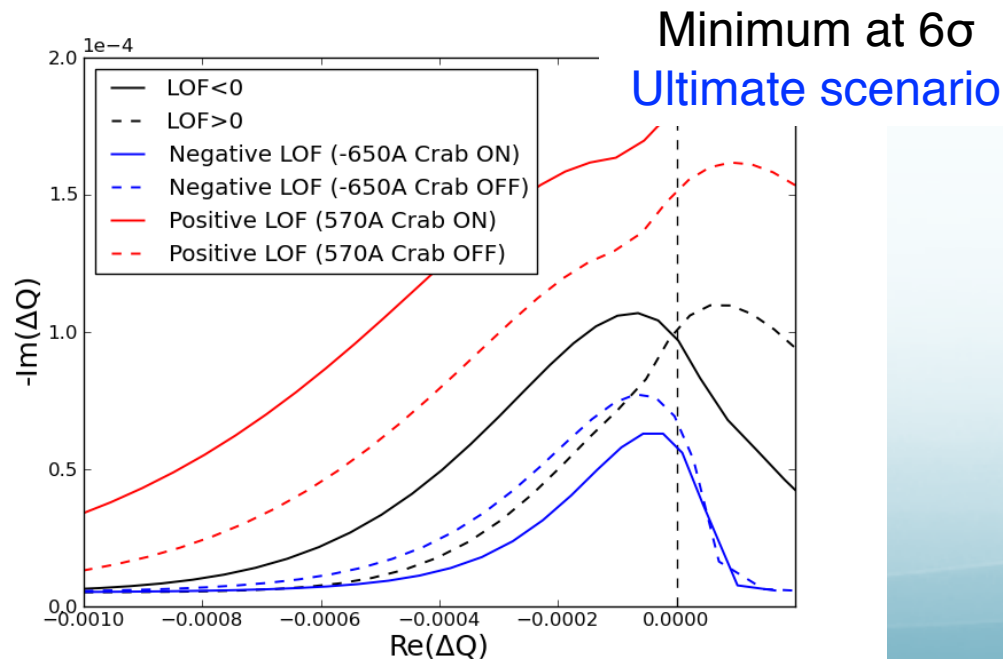 Minimum at 6σ
Ultimate scenario
1e−4
2.0
1.5
1.0
0.5
0.0
-Im(ΔQ)
LOF<0
LOF>0
Negative LOF (-650A Crab ON)
Negative LOF (-650A Crab OFF)
Positive LOF (570A Crab ON)
Positive LOF (570A Crab OFF)
−0.0010 −0.0008 −0.0006 −0.0004 −0.0002 0.0000
Re(ΔQ)